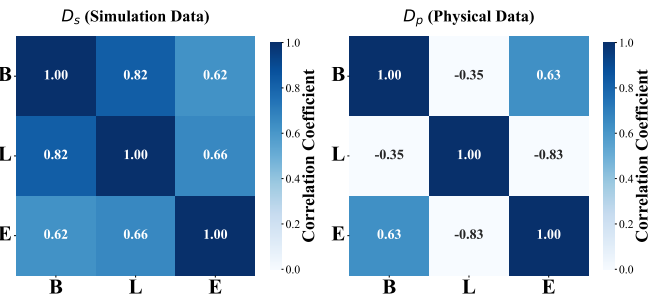 Ds (Simulation Data)
B 1.00 0.82 0.62
L 0.82 1.00 0.66
E 0.62 0.66 1.00
B L E
1.0
0.8
0.6
0.4
0.2
0.0
Correlation Coefficient
Dp (Physical Data)
B 1.00 -0.35 0.63
L -0.35 1.00 -0.83
E 0.63 -0.83 1.00
B L E
1.0
0.8
0.6
0.4
0.2
0.0
Correlation Coefficient